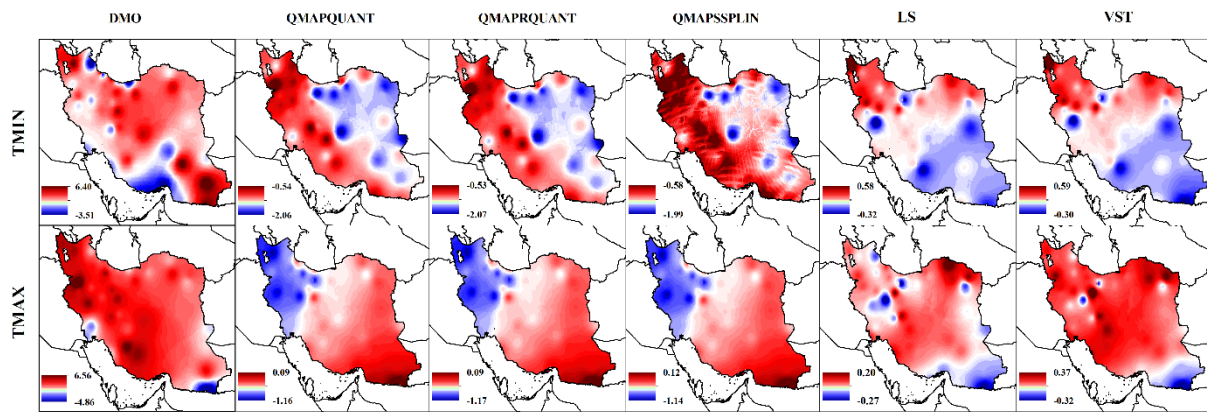 DMO QMAPQUANT QMAPRQUANT QMAPSSPLIN LS VST
TMIN
6.40 -0.54 -0.53 -0.58 0.58 0.59
-3.51 -2.06 -2.07 -1.99 -0.32 -0.30
TMAX
6.56 0.09 0.09 0.12 0.20 0.37
-4.86 -1.16 -1.17 -1.14 -0.27 -0.32